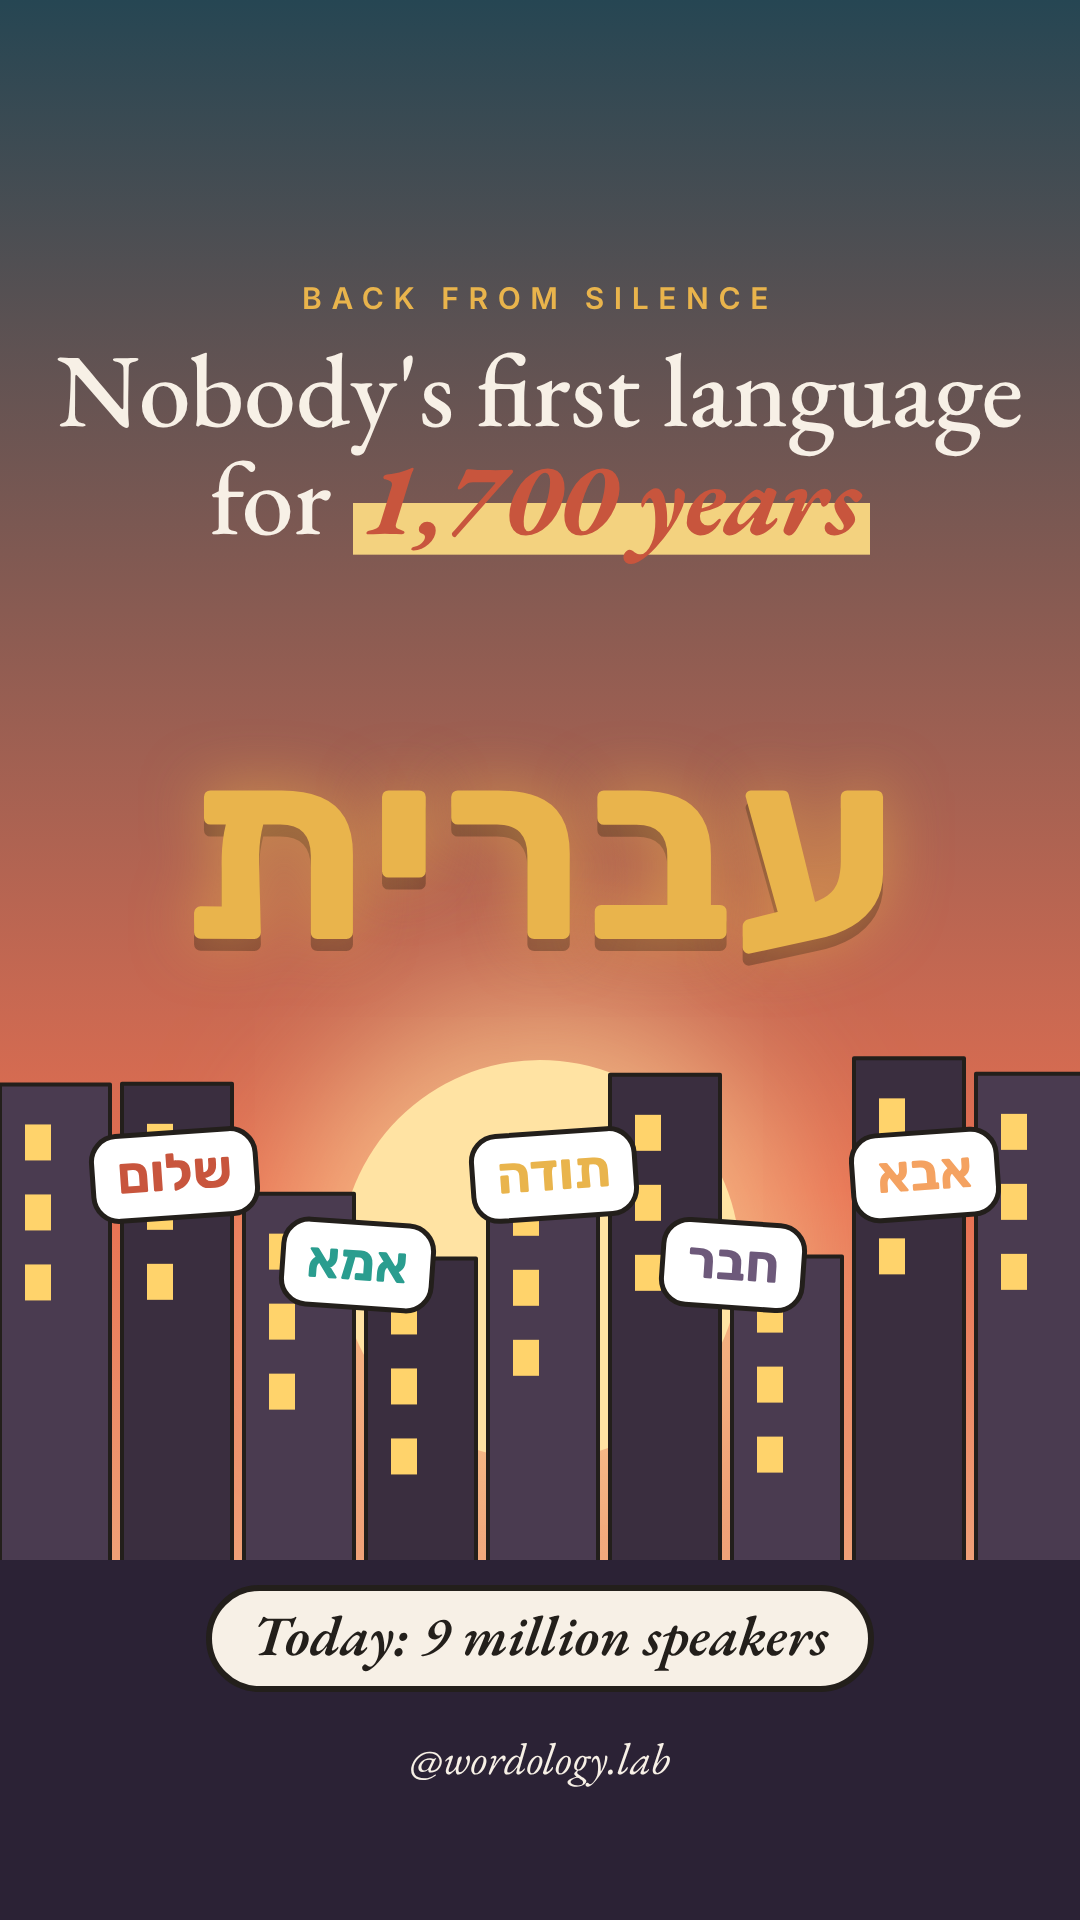 BACK FROM SILENCE
Nobody's first language
for 1,700 years
עברית
שלום
תודה
אבא
אמא
חבר
Today: 9 million speakers
@wordology.lab